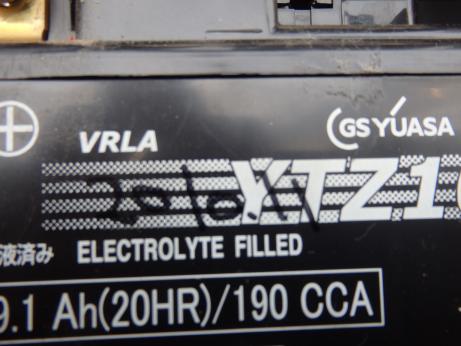 GS YUASA
VRLA
YTZ1
液済み ELECTROLYTE FILLED
9.1 Ah(20HR)/190 CCA